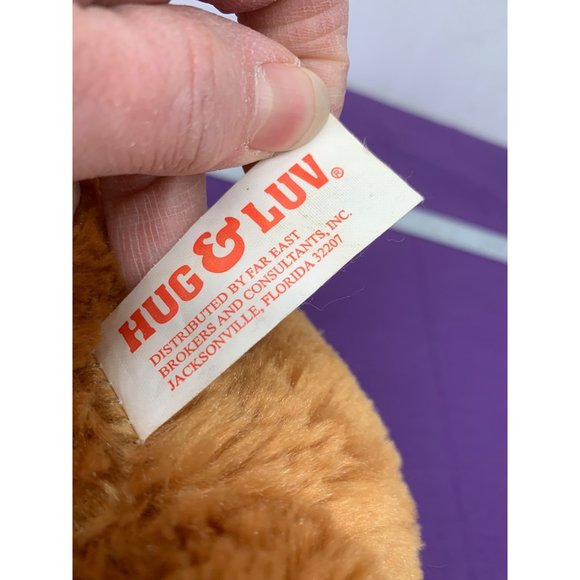 HUG & LUV®
DISTRIBUTED BY FAR EAST
BROKERS AND CONSULTANTS, INC.
JACKSONVILLE, FLORIDA 32207